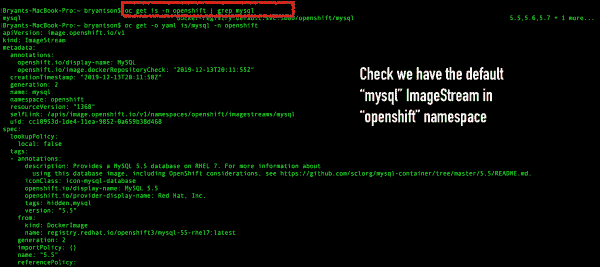 Bryants-MacBook-Pro:~ bryantson$ oc get is -n openshift | grep mysql
mysql docker-registry.default.svc:5000/openshift/mysql 5.5,5.6,5.7 + 1 more...
Bryants-MacBook-Pro:~ bryantson$ oc get -o yaml is/mysql -n openshift
apiVersion: image.openshift.io/v1
kind: ImageStream
metadata:
annotations:
openshift.io/display-name: MySQL
openshift.io/image.dockerRepositoryCheck: "2019-12-13T20:11:55Z"
creationTimestamp: "2019-12-13T20:11:50Z"
generation: 2
name: mysql
namespace: openshift
resourceVersion: "1368"
selfLink: /apis/image.openshift.io/v1/namespaces/openshift/imagestreams/mysql
uid: cc10953d-1de4-11ea-9852-0a659b38d468
spec:
lookupPolicy:
local: false
tags:
- annotations:
description: Provides a MySQL 5.5 database on RHEL 7. For more information about
using this database image, including OpenShift considerations, see https://github.com/sclorg/mysql-container/tree/master/5.5/README.md.
iconClass: icon-mysql-database
openshift.io/display-name: MySQL 5.5
openshift.io/provider-display-name: Red Hat, Inc.
tags: hidden,mysql
version: "5.5"
from:
kind: DockerImage
name: registry.redhat.io/openshift3/mysql-55-rhel7:latest
generation: 2
importPolicy: {}
name: "5.5"
referencePolicy:
Check we have the default
"mysql" ImageStream in
"openshift" namespace